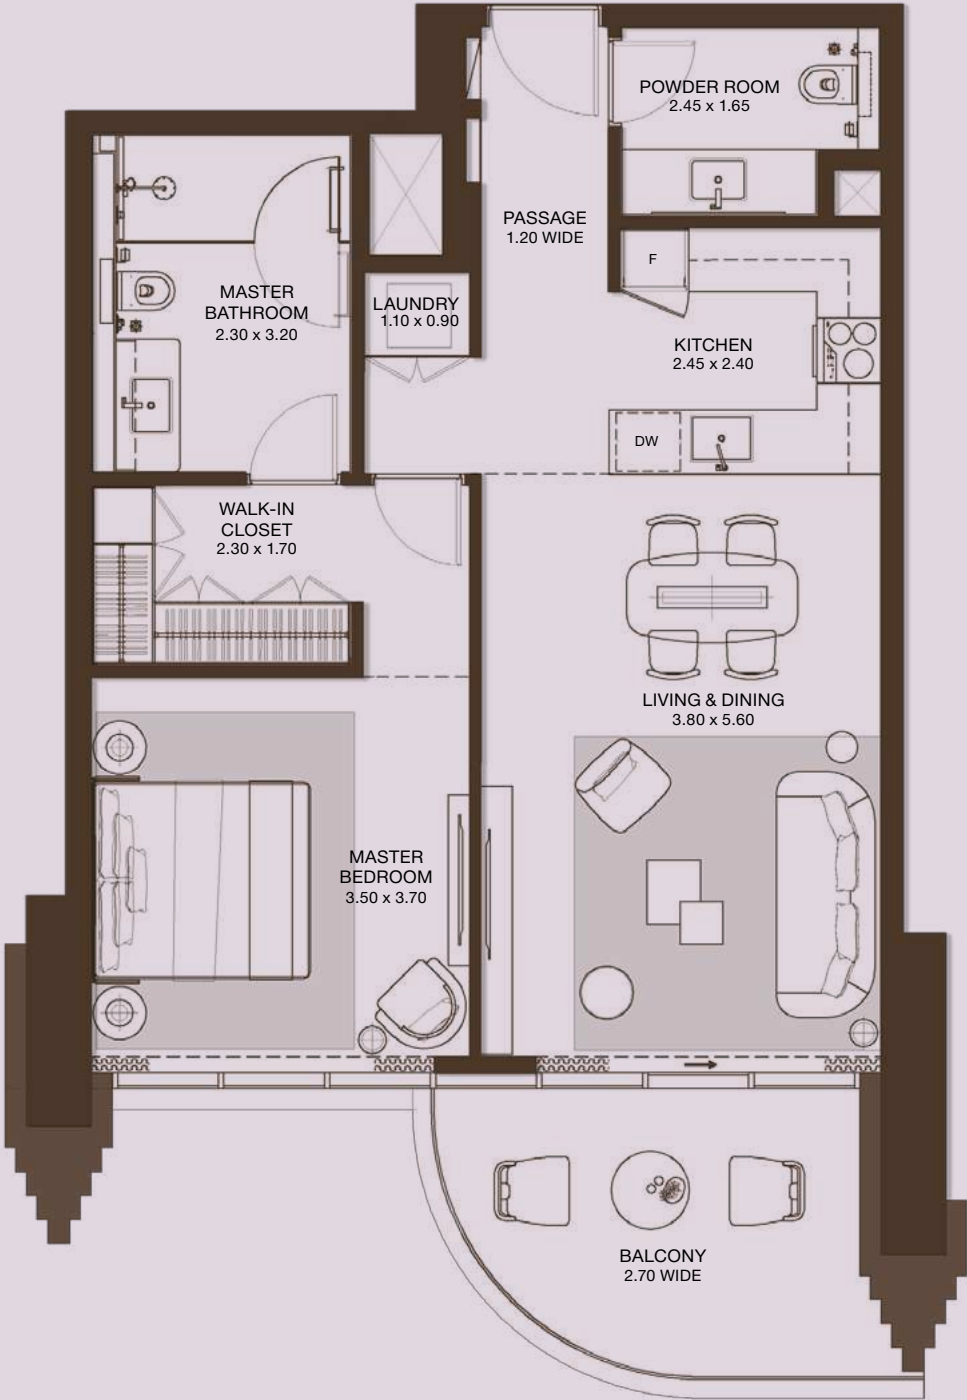 POWDER ROOM
2.45 x 1.65
PASSAGE
1.20 WIDE
F
MASTER
BATHROOM
2.30 x 3.20
LAUNDRY
1.10 x 0.90
KITCHEN
2.45 x 2.40
DW
WALK-IN
CLOSET
2.30 x 1.70
LIVING & DINING
3.80 x 5.60
MASTER
BEDROOM
3.50 x 3.70
BALCONY
2.70 WIDE